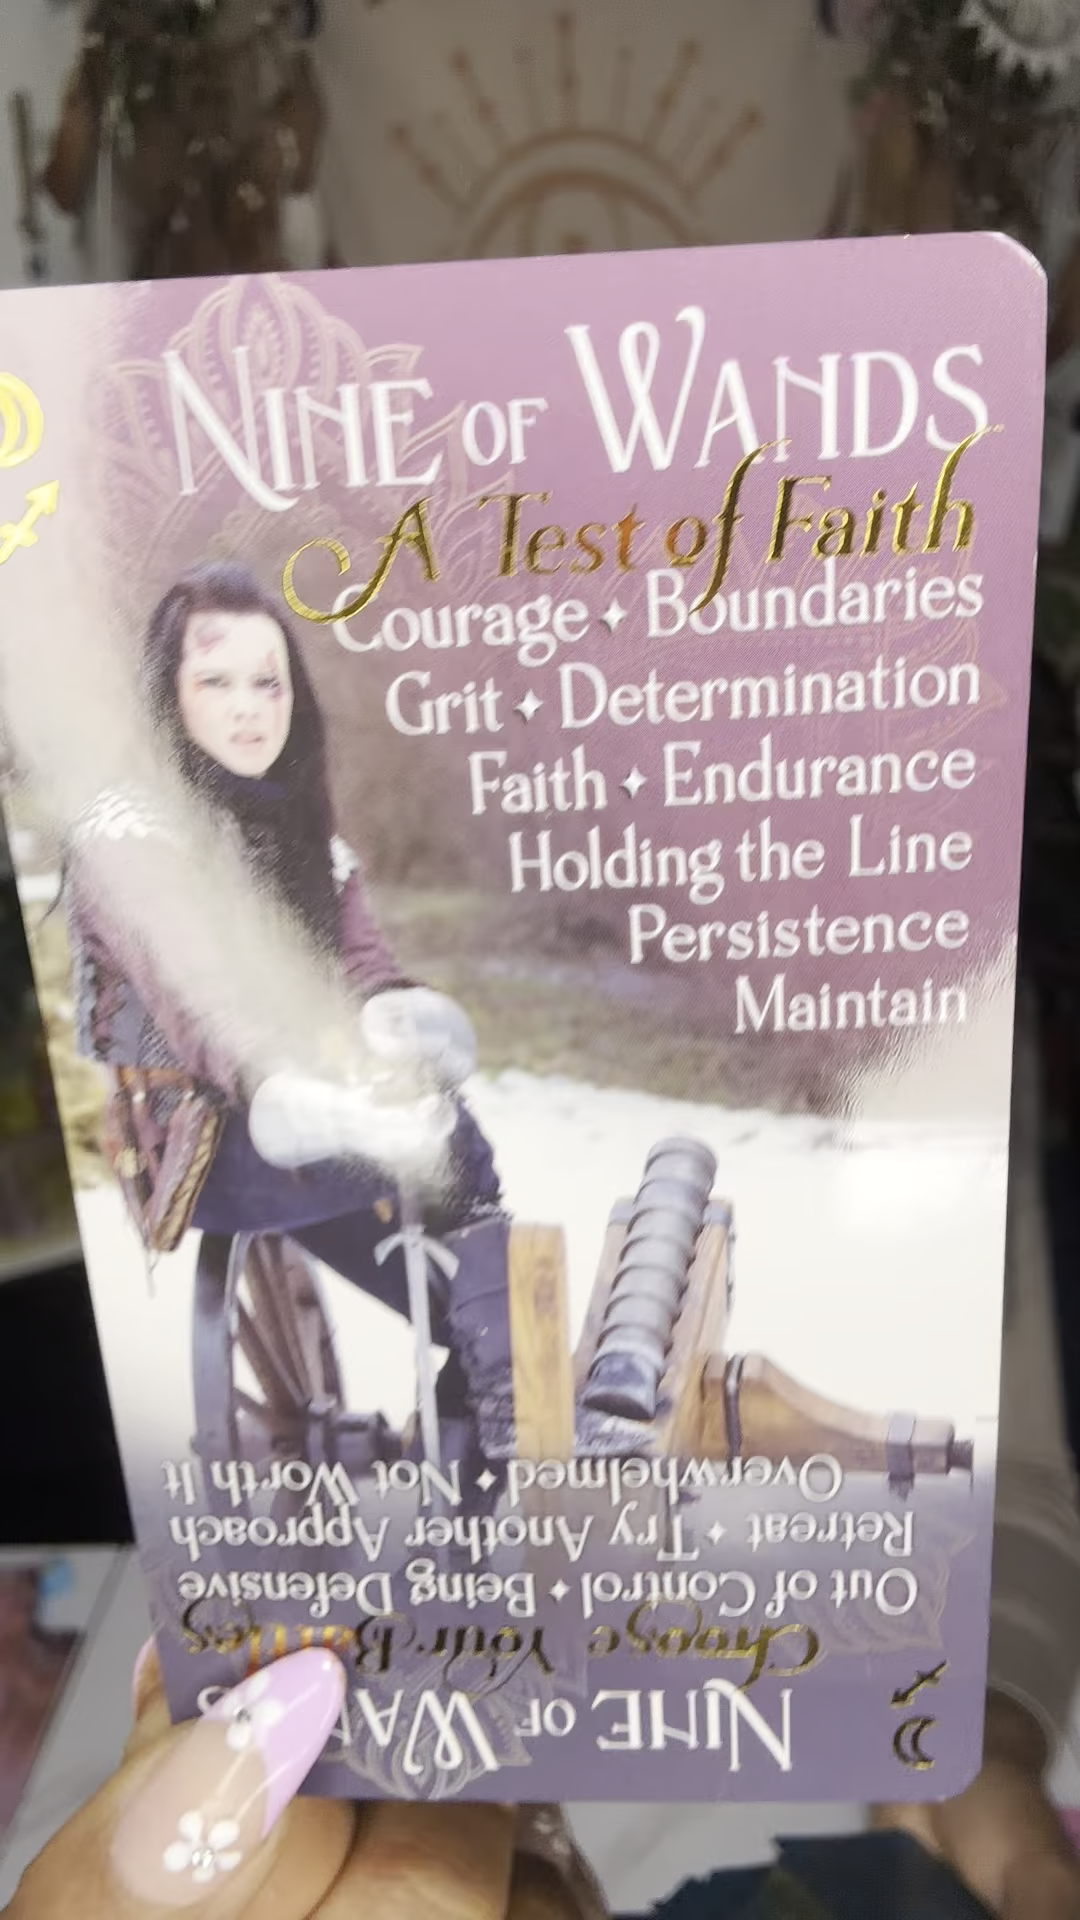 Nine of Wands
A Test of Faith
Courage ✦ Boundaries
Grit ✦ Determination
Faith ✦ Endurance
Holding the Line
Persistence
Maintain
Nine of
Choose Your Battles
Out of Control ✦ Being Defensive
Retreat ✦ Try Another Approach
Overwhelmed ✦ Not Worth It